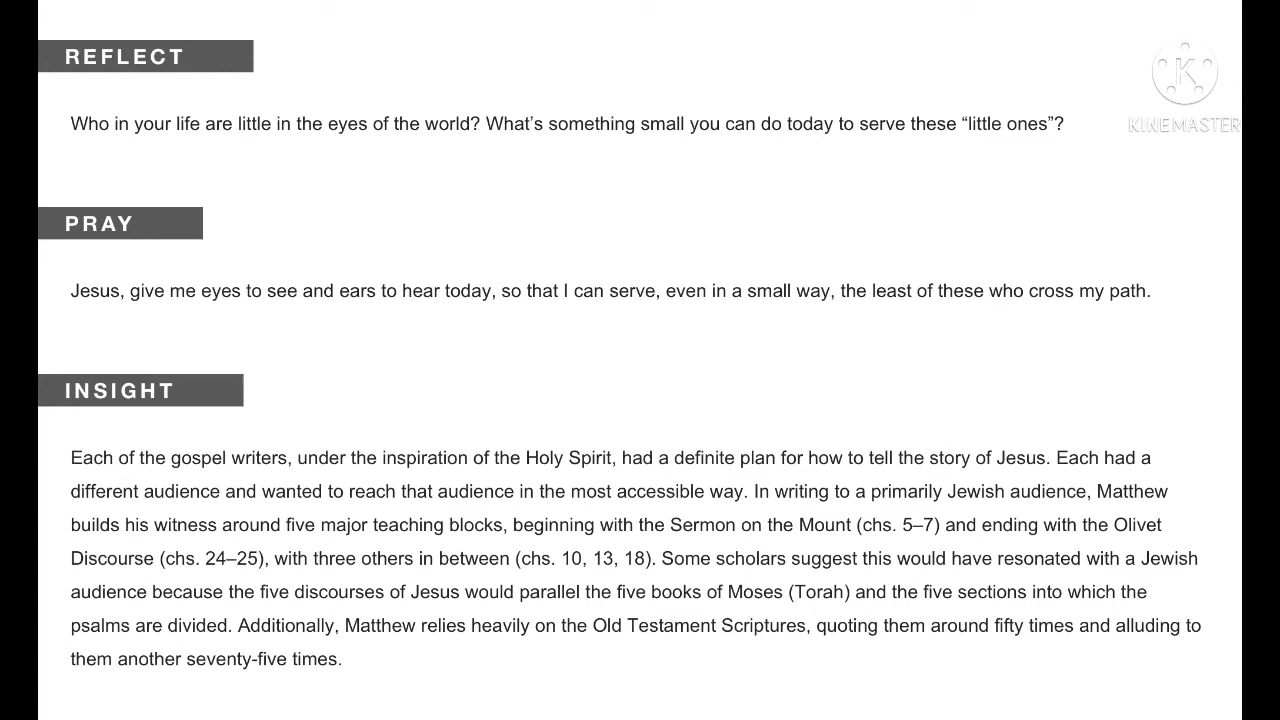 REFLECT
K
KINEMASTER
Who in your life are little in the eyes of the world? What's something small you can do today to serve these “little ones”?
PRAY
Jesus, give me eyes to see and ears to hear today, so that I can serve, even in a small way, the least of these who cross my path.
INSIGHT
Each of the gospel writers, under the inspiration of the Holy Spirit, had a definite plan for how to tell the story of Jesus. Each had a
different audience and wanted to reach that audience in the most accessible way. In writing to a primarily Jewish audience, Matthew
builds his witness around five major teaching blocks, beginning with the Sermon on the Mount (chs. 5–7) and ending with the Olivet
Discourse (chs. 24–25), with three others in between (chs. 10, 13, 18). Some scholars suggest this would have resonated with a Jewish
audience because the five discourses of Jesus would parallel the five books of Moses (Torah) and the five sections into which the
psalms are divided. Additionally, Matthew relies heavily on the Old Testament Scriptures, quoting them around fifty times and alluding to
them another seventy-five times.